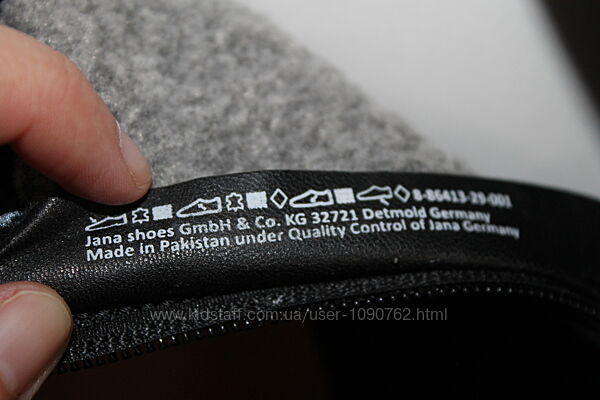 8-86413-29-001
Jana shoes GmbH & Co. KG 32721 Detmold Germany
Made in Pakistan under Quality Control of Jana Germany
www.kidstaff.com.ua/user-1090762.html